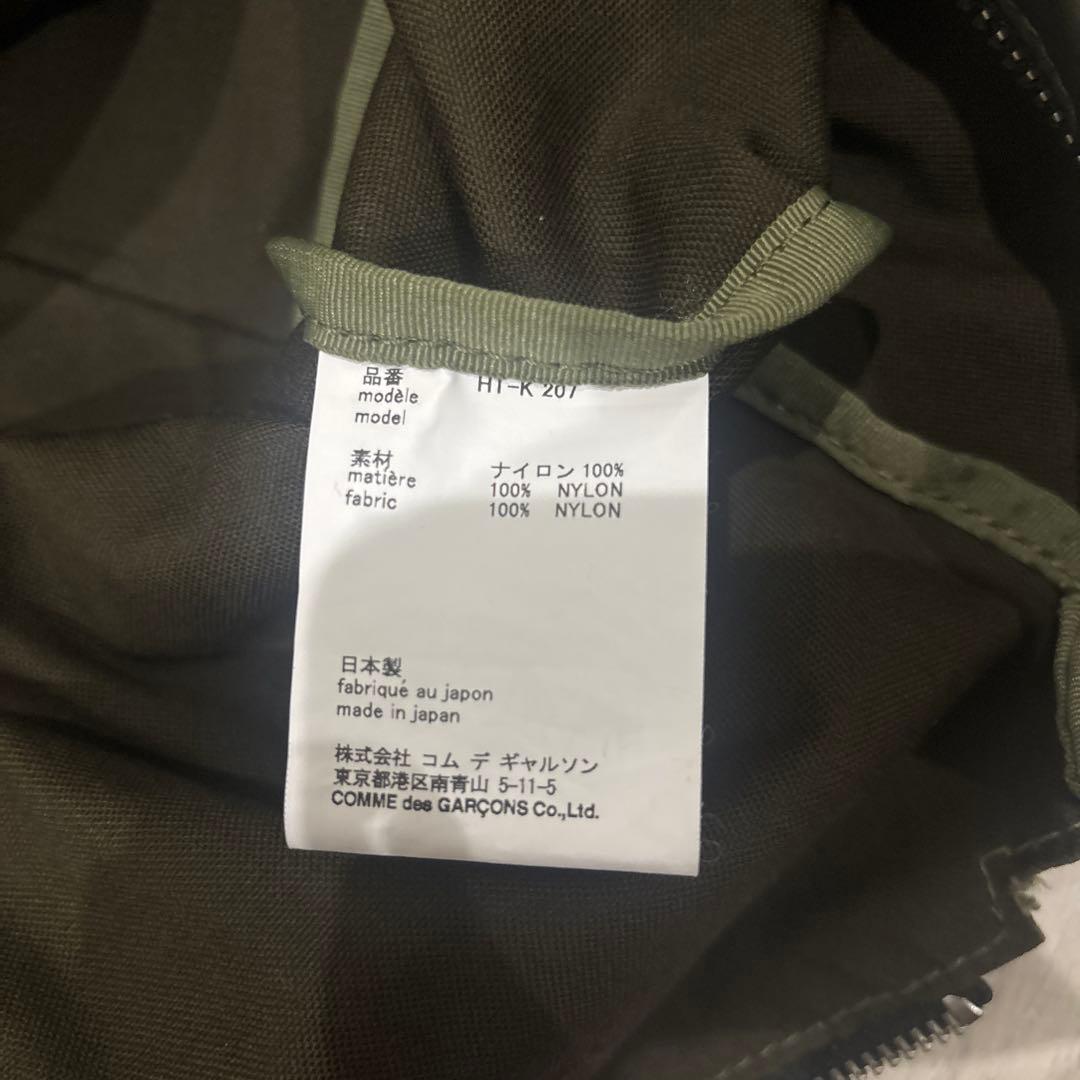 品番 HI-K 207
modèle
model
素材 ナイロン 100%
matière 100% NYLON
fabric 100% NYLON
日本製
fabriqué au japon
made in japan
株式会社 コム デ ギャルソン
東京都港区南青山 5-11-5
COMME des GARÇONS Co.,Ltd.